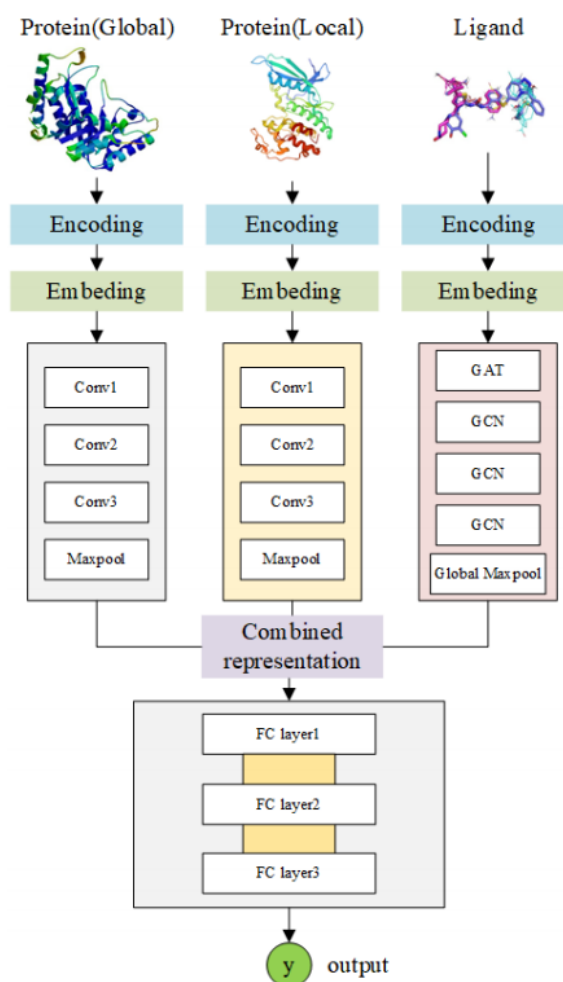 Protein(Global)
Protein(Local)
Ligand
Encoding
Encoding
Encoding
Embeding
Embeding
Embeding
Conv1
Conv2
Conv3
Maxpool
Conv1
Conv2
Conv3
Maxpool
GAT
GCN
GCN
GCN
Global Maxpool
Combined
representation
FC layer1
FC layer2
FC layer3
y
output